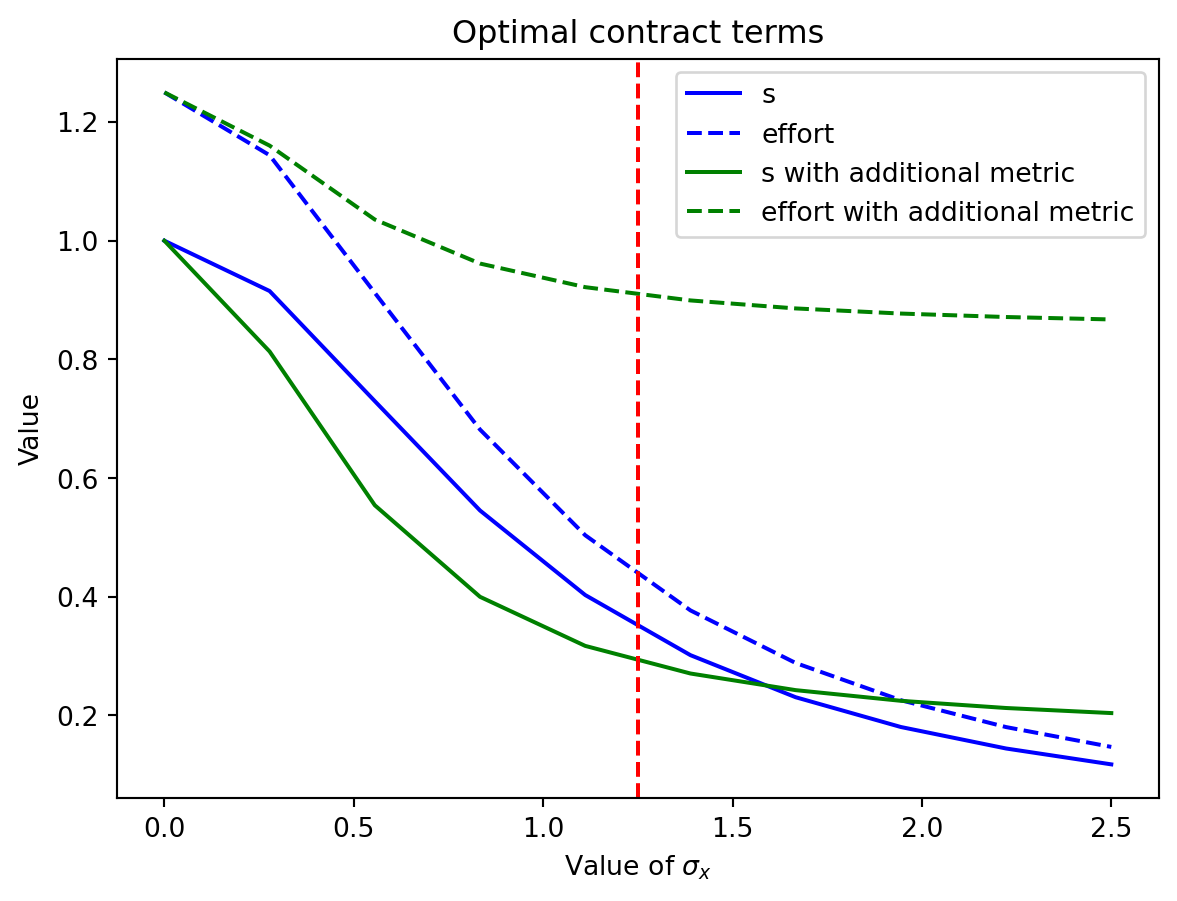 Optimal contract terms
s
effort
s with additional metric
effort with additional metric
Value
1.2
1.0
0.8
0.6
0.4
0.2
0.0 0.5 1.0 1.5 2.0 2.5
Value of σₓ